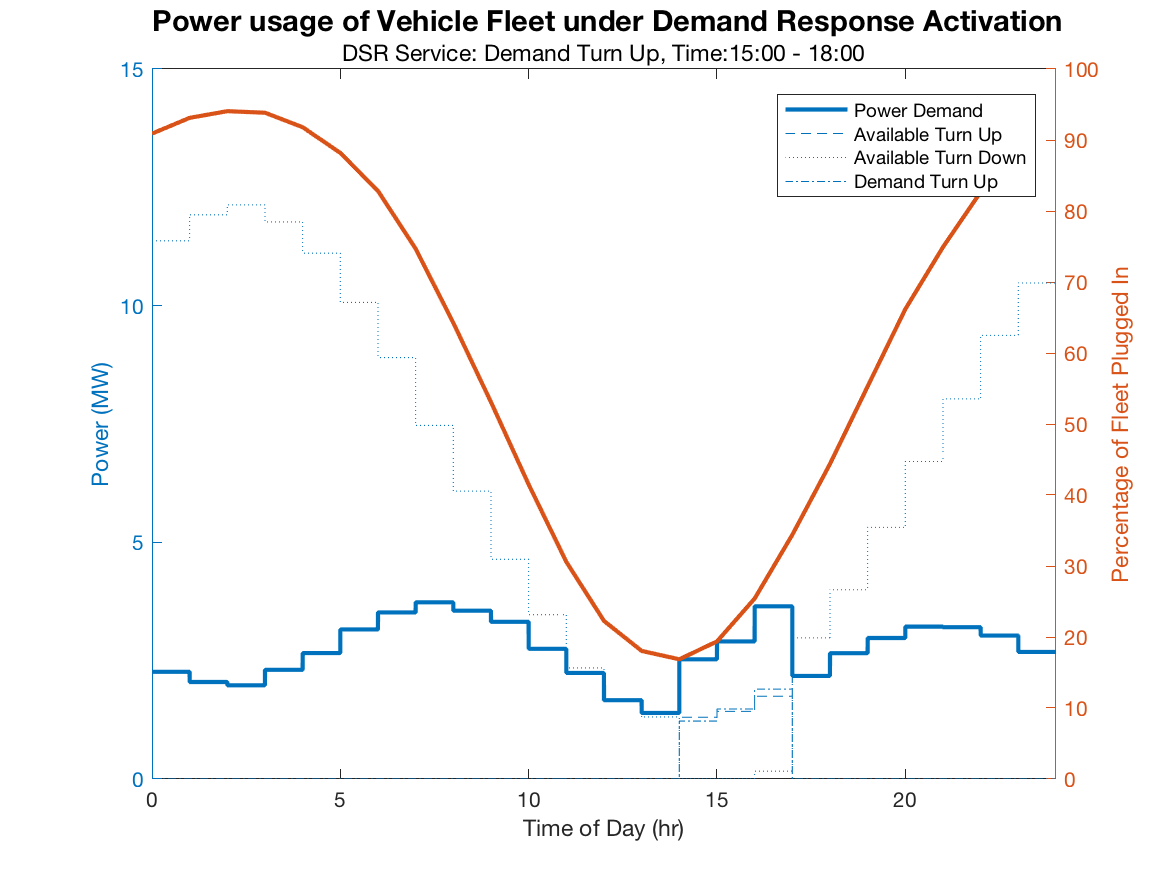 Power usage of Vehicle Fleet under Demand Response Activation
DSR Service: Demand Turn Up, Time:15:00 - 18:00
15
10
5
0
Power (MW)
100
90
80
70
60
50
40
30
20
10
0
Percentage of Fleet Plugged In
Power Demand
Available Turn Up
Available Turn Down
Demand Turn Up
0
5
10
15
20
Time of Day (hr)